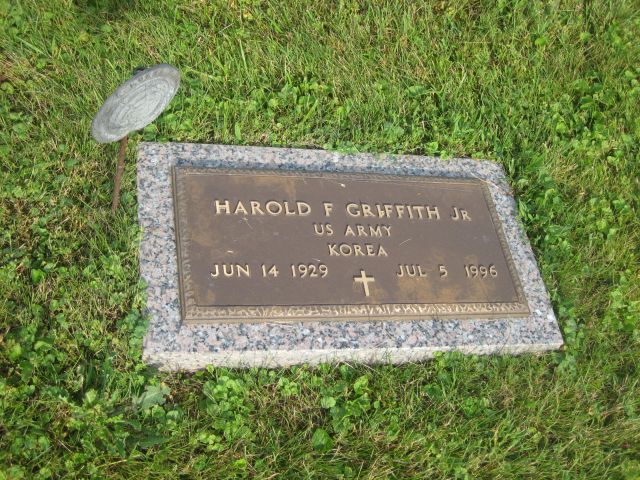 HAROLD F GRIFFITH JR
US ARMY
KOREA
JUN 14 1929 JUL 5 1996